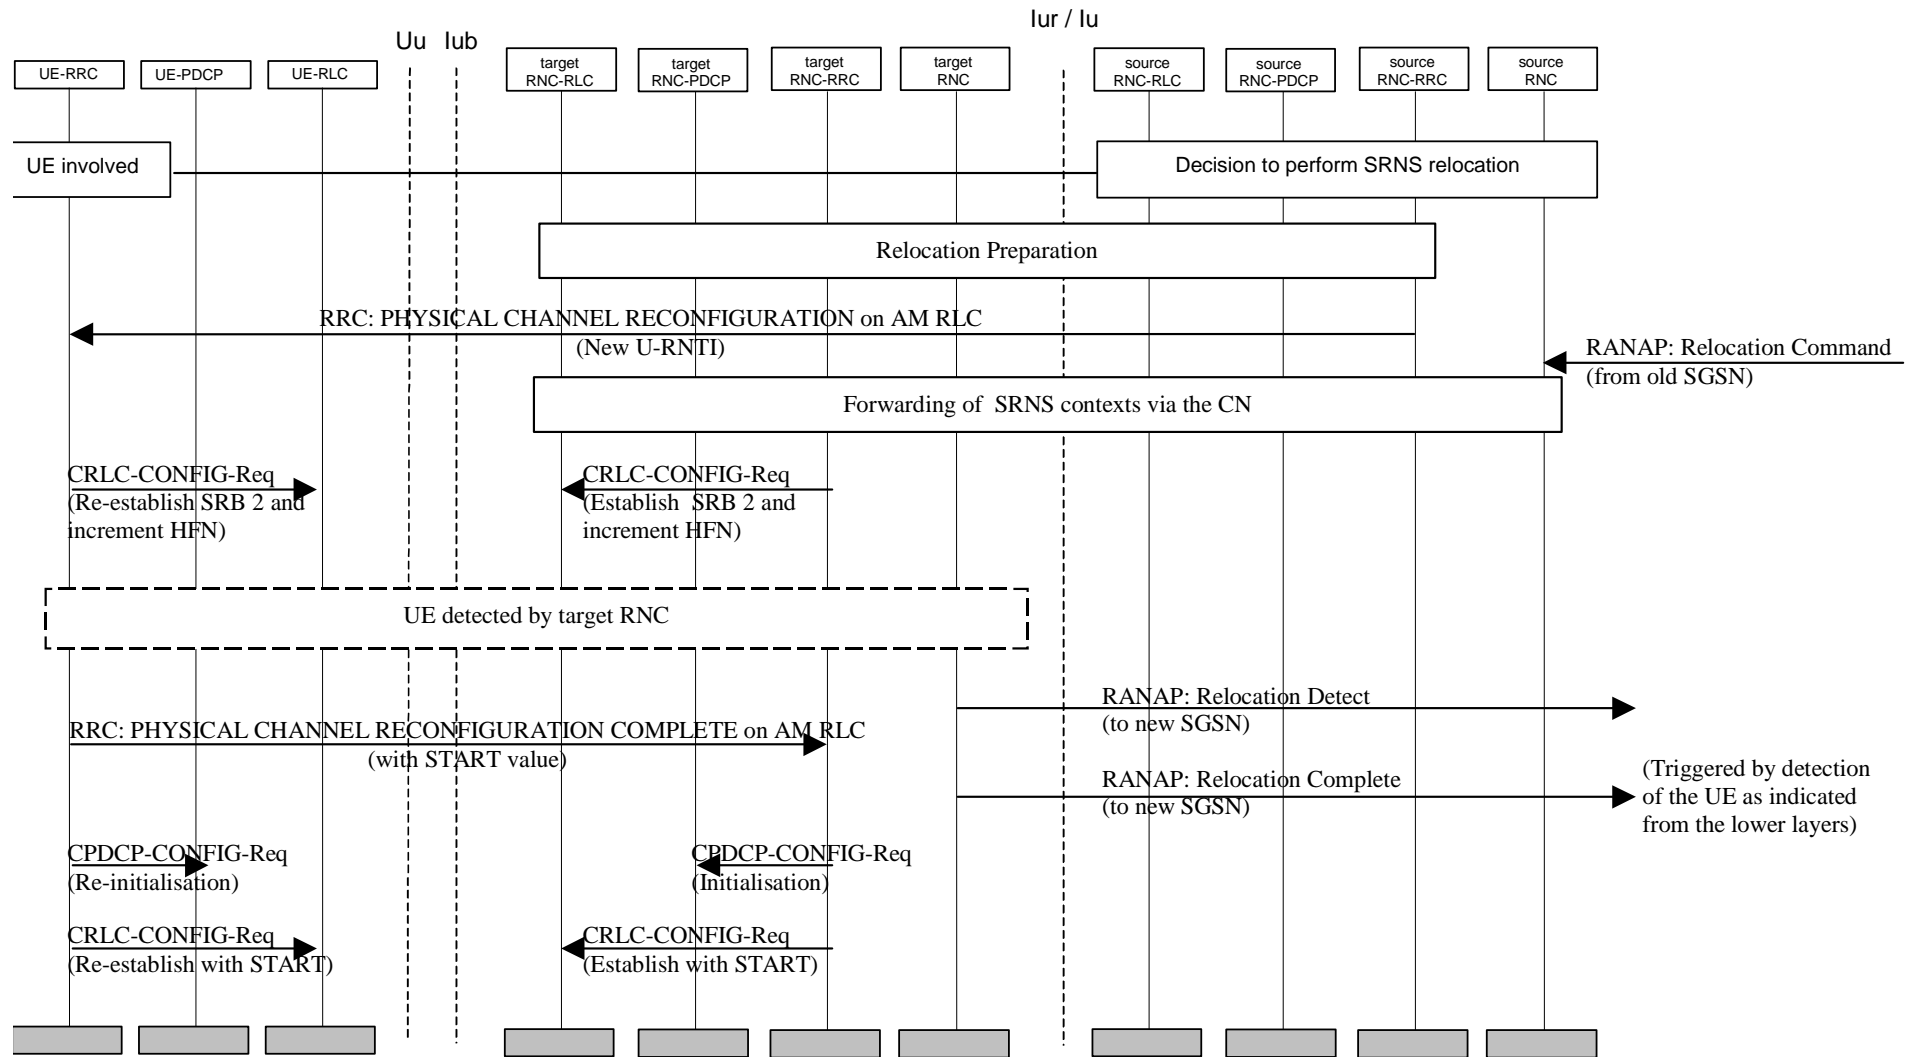 Iur / Iu
Uu
Iub
UE-RRC
UE-PDCP
UE-RLC
target
RNC-RLC
target
RNC-PDCP
target
RNC-RRC
target
RNC
source
RNC-RLC
source
RNC-PDCP
source
RNC-RRC
source
RNC
UE involved
Decision to perform SRNS relocation
Relocation Preparation
RRC: PHYSICAL CHANNEL RECONFIGURATION on AM RLC
(New U-RNTI)
RANAP: Relocation Command
(from old SGSN)
Forwarding of SRNS contexts via the CN
CRLC-CONFIG-Req
(Re-establish SRB 2 and
increment HFN)
CRLC-CONFIG-Req
(Establish SRB 2 and
increment HFN)
UE detected by target RNC
RANAP: Relocation Detect
(to new SGSN)
RRC: PHYSICAL CHANNEL RECONFIGURATION COMPLETE on AM RLC
(with START value)
RANAP: Relocation Complete
(to new SGSN)
(Triggered by detection
of the UE as indicated
from the lower layers)
CPDCP-CONFIG-Req
(Re-initialisation)
CPDCP-CONFIG-Req
(Initialisation)
CRLC-CONFIG-Req
(Re-establish with START)
CRLC-CONFIG-Req
(Establish with START)